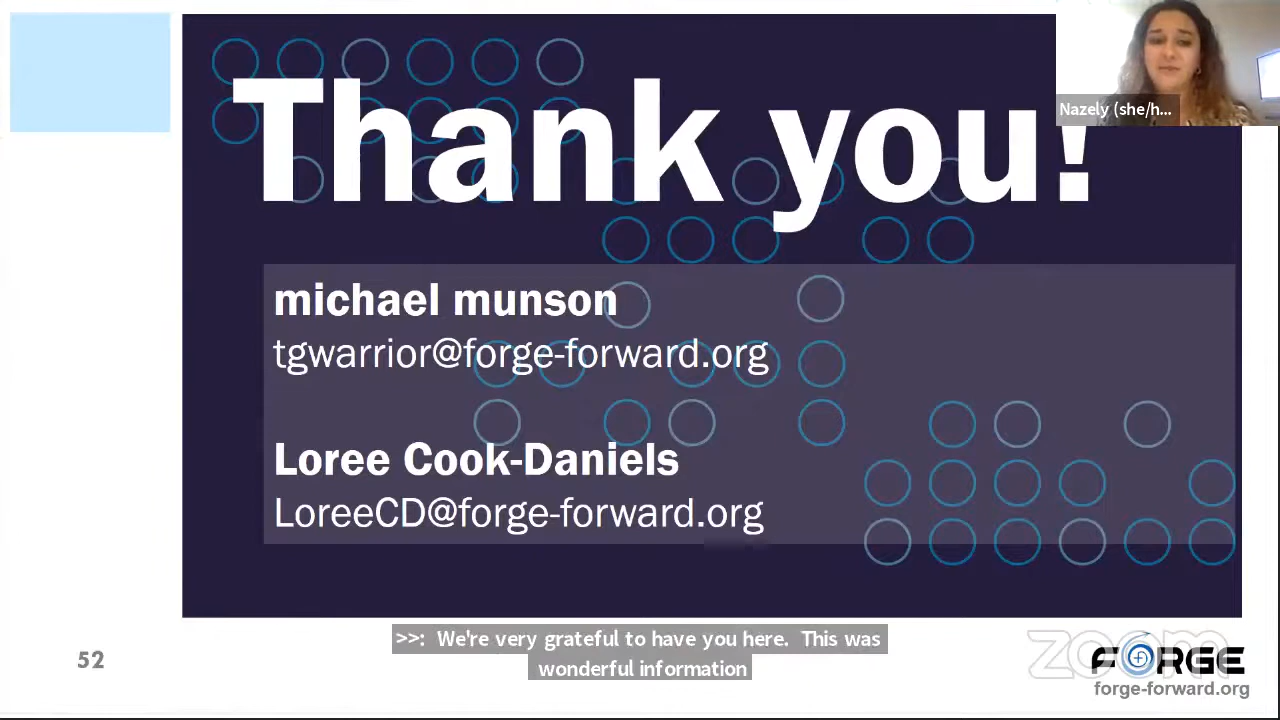 Thank you!
Nazely (she/h...
michael munson
tgwarrior@forge-forward.org
Loree Cook-Daniels
LoreeCD@forge-forward.org
>>: We're very grateful to have you here. This was
wonderful information
52
zoom
FORGE
forge-forward.org